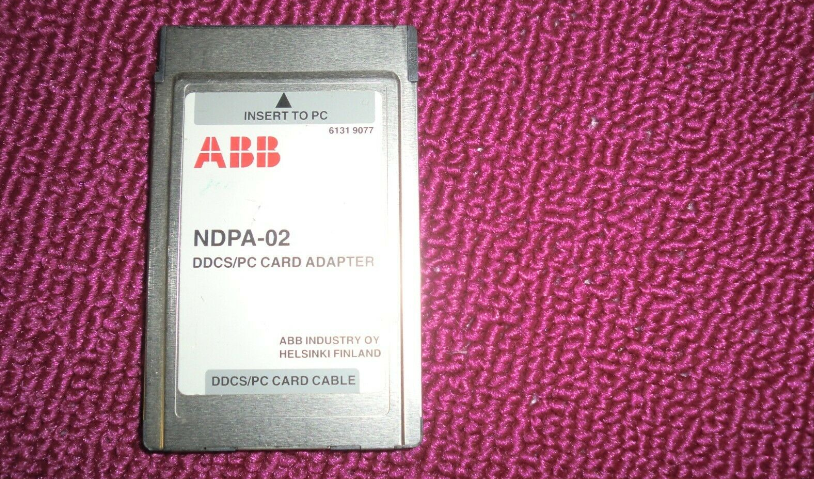 INSERT TO PC
6131 9077
ABB
NDPA-02
DDCS/PC CARD ADAPTER
ABB INDUSTRY OY
HELSINKI FINLAND
DDCS/PC CARD CABLE